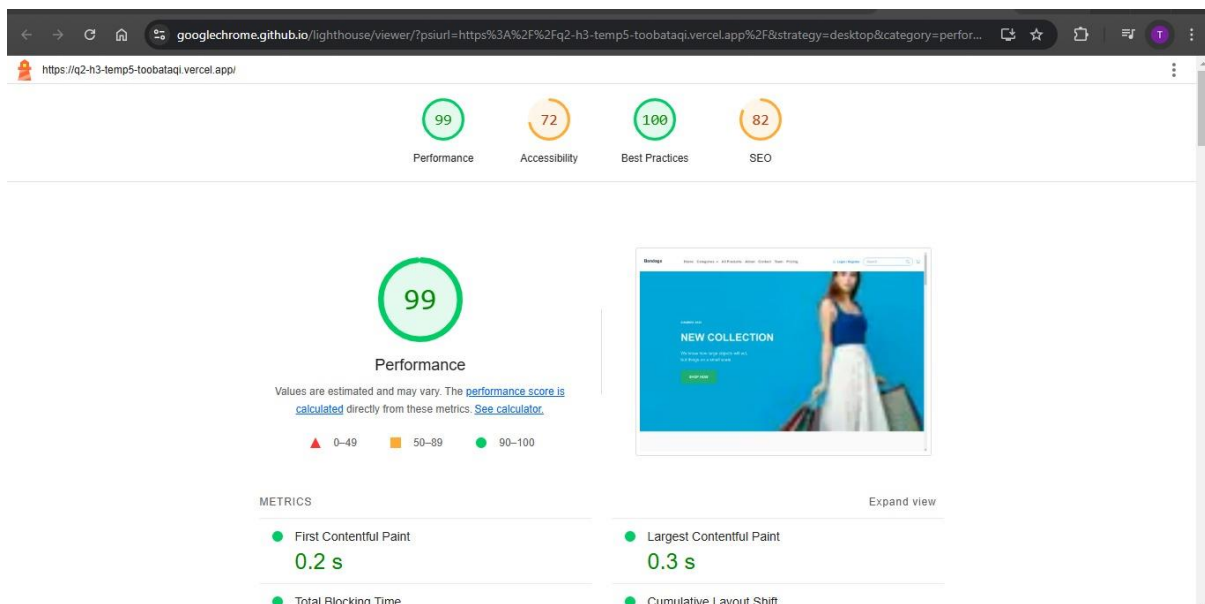 googlechrome.github.io/lighthouse/viewer/?psiurl=https%3A%2F%2Fq2-h3-temp5-toobataqi.vercel.app%2F&strategy=desktop&category=perfor...
T
https://q2-h3-temp5-toobataqi.vercel.app/
99 72 100 82
Performance Accessibility Best Practices SEO
99
Performance
Values are estimated and may vary. The performance score is
calculated directly from these metrics. See calculator.
0–49 50–89 90–100
NEW COLLECTION
SHOP NOW
METRICS Expand view
First Contentful Paint Largest Contentful Paint
0.2 s 0.3 s
Total Blocking Time Cumulative Layout Shift